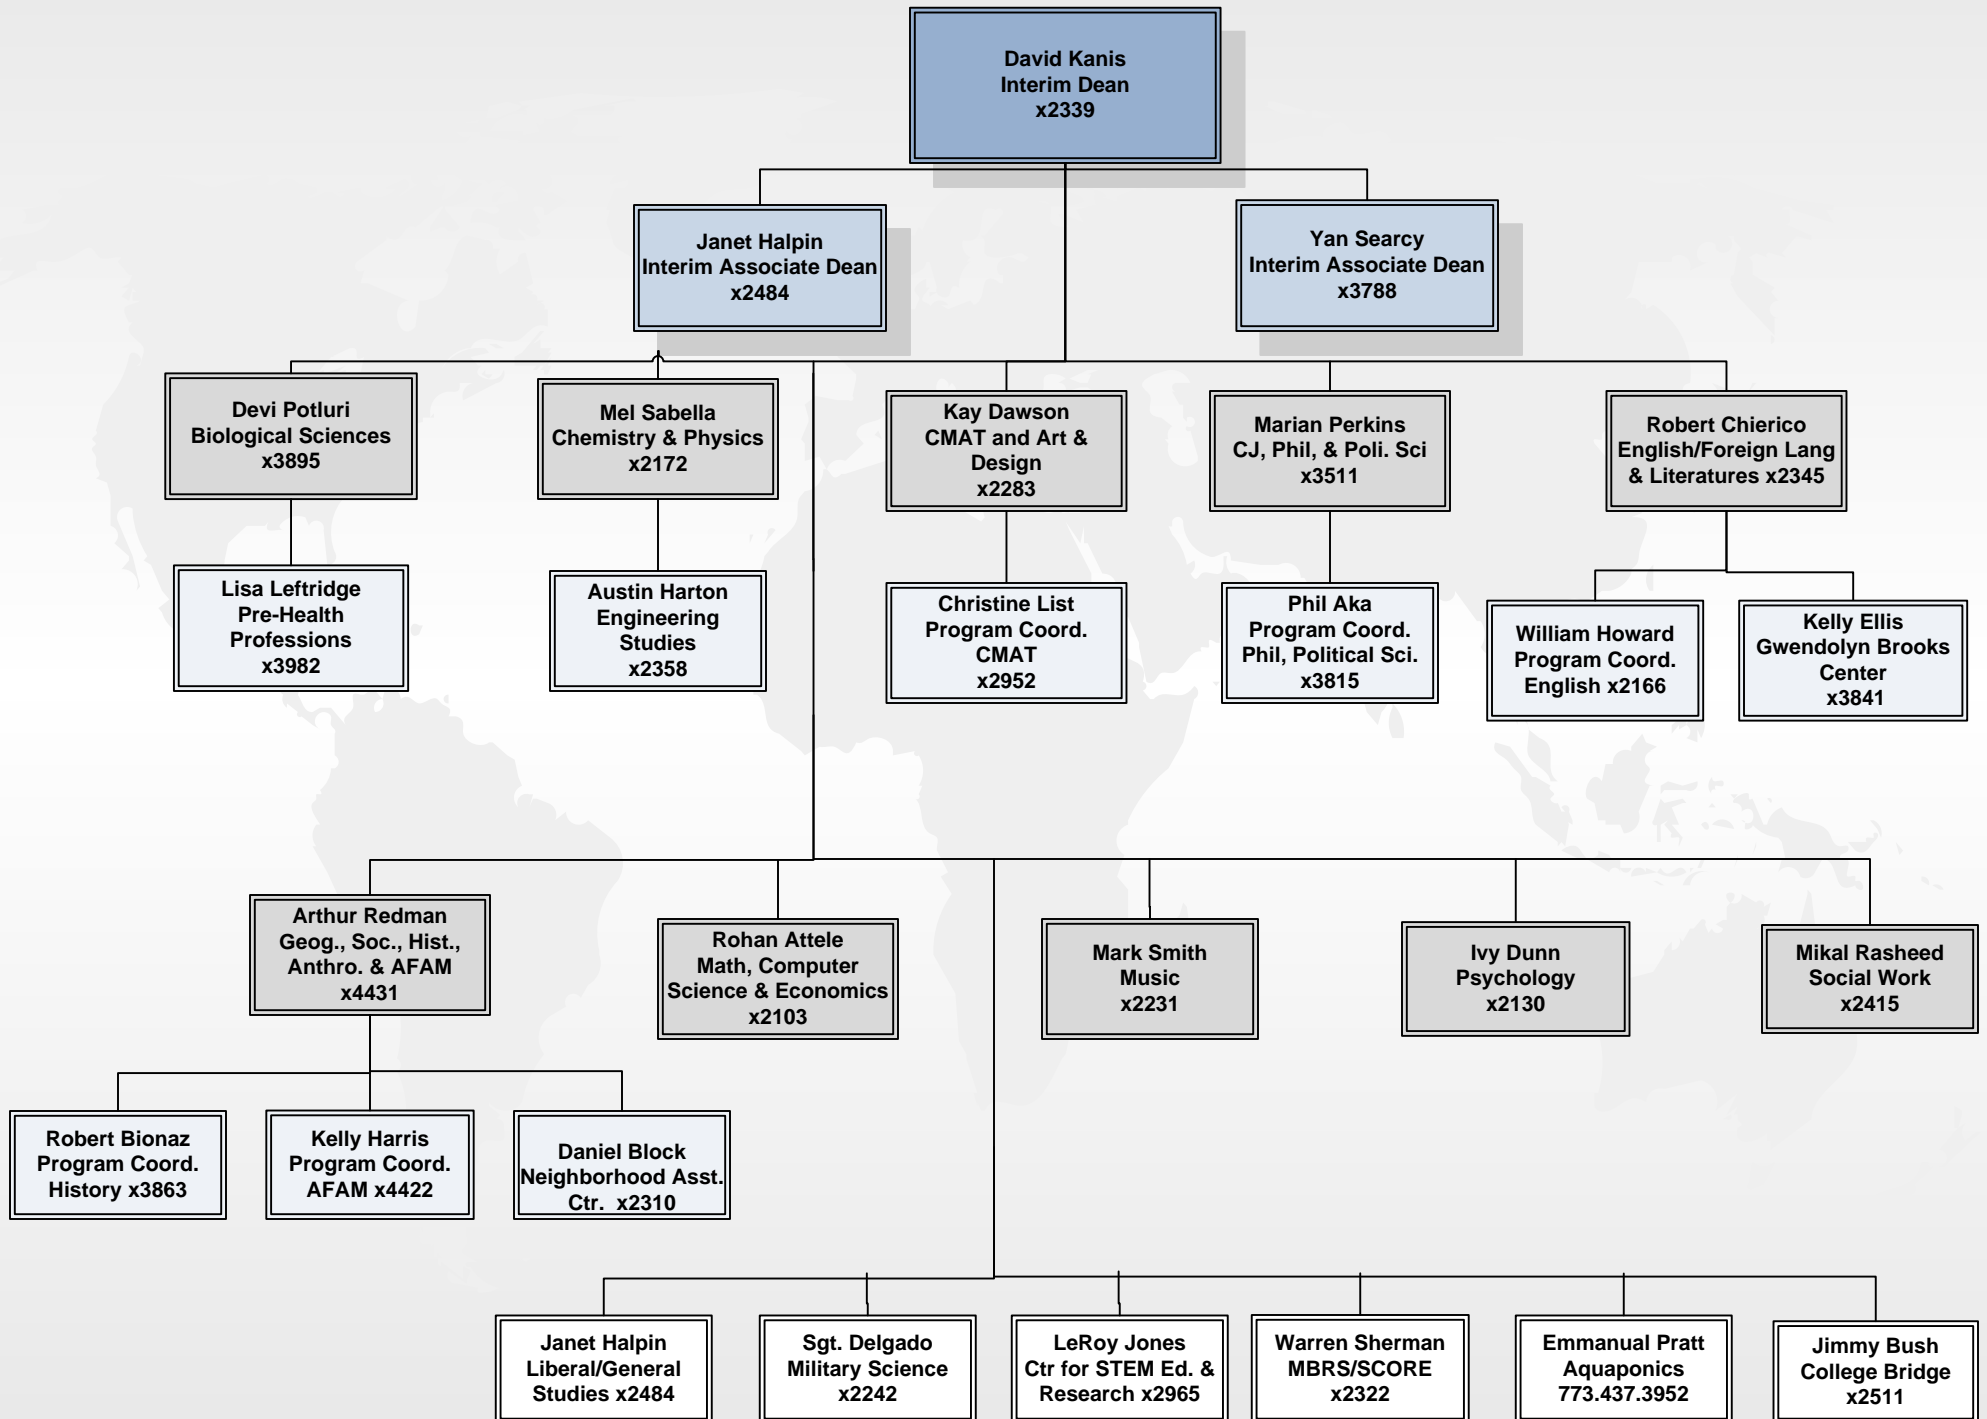 David Kanis
Interim Dean
x2339
Janet Halpin
Interim Associate Dean
x2484
Yan Searcy
Interim Associate Dean
x3788
Devi Potluri
Biological Sciences
x3895
Mel Sabella
Chemistry & Physics
x2172
Kay Dawson
CMAT and Art &
Design
x2283
Marian Perkins
CJ, Phil, & Poli. Sci
x3511
Robert Chierico
English/Foreign Lang
& Literatures x2345
Lisa Leftridge
Pre-Health
Professions
x3982
Austin Harton
Engineering
Studies
x2358
Christine List
Program Coord.
CMAT
x2952
Phil Aka
Program Coord.
Phil, Political Sci.
x3815
William Howard
Program Coord.
English x2166
Kelly Ellis
Gwendolyn Brooks
Center
x3841
Arthur Redman
Geog., Soc., Hist.,
Anthro. & AFAM
x4431
Rohan Attele
Math, Computer
Science & Economics
x2103
Mark Smith
Music
x2231
Ivy Dunn
Psychology
x2130
Mikal Rasheed
Social Work
x2415
Robert Bionaz
Program Coord.
History x3863
Kelly Harris
Program Coord.
AFAM x4422
Daniel Block
Neighborhood Asst.
Ctr. x2310
Janet Halpin
Liberal/General
Studies x2484
Sgt. Delgado
Military Science
x2242
LeRoy Jones
Ctr for STEM Ed. &
Research x2965
Warren Sherman
MBRS/SCORE
x2322
Emmanual Pratt
Aquaponics
773.437.3952
Jimmy Bush
College Bridge
x2511